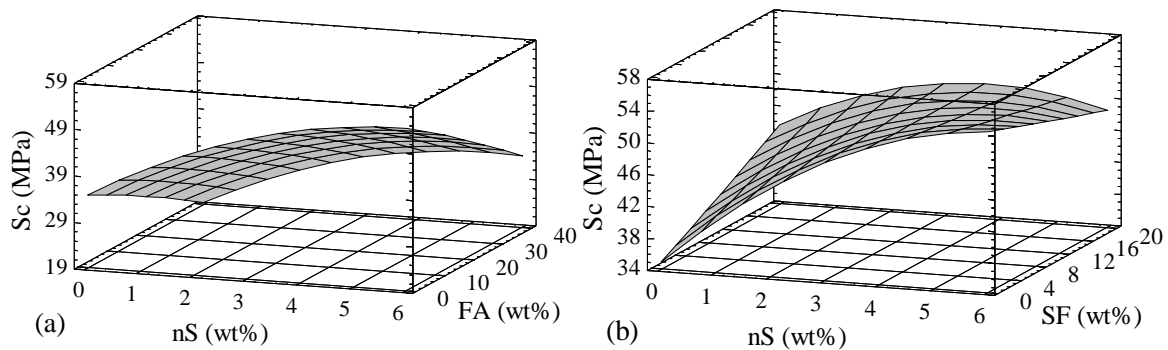 59
49
39
29
19
Sc (MPa)
0 1 2 3 4 5 6
nS (wt%)
0 10 20 30 40
FA (wt%)
(a)
58
54
50
46
42
38
34
Sc (MPa)
0 1 2 3 4 5 6
nS (wt%)
0 4 8 12 16 20
SF (wt%)
(b)